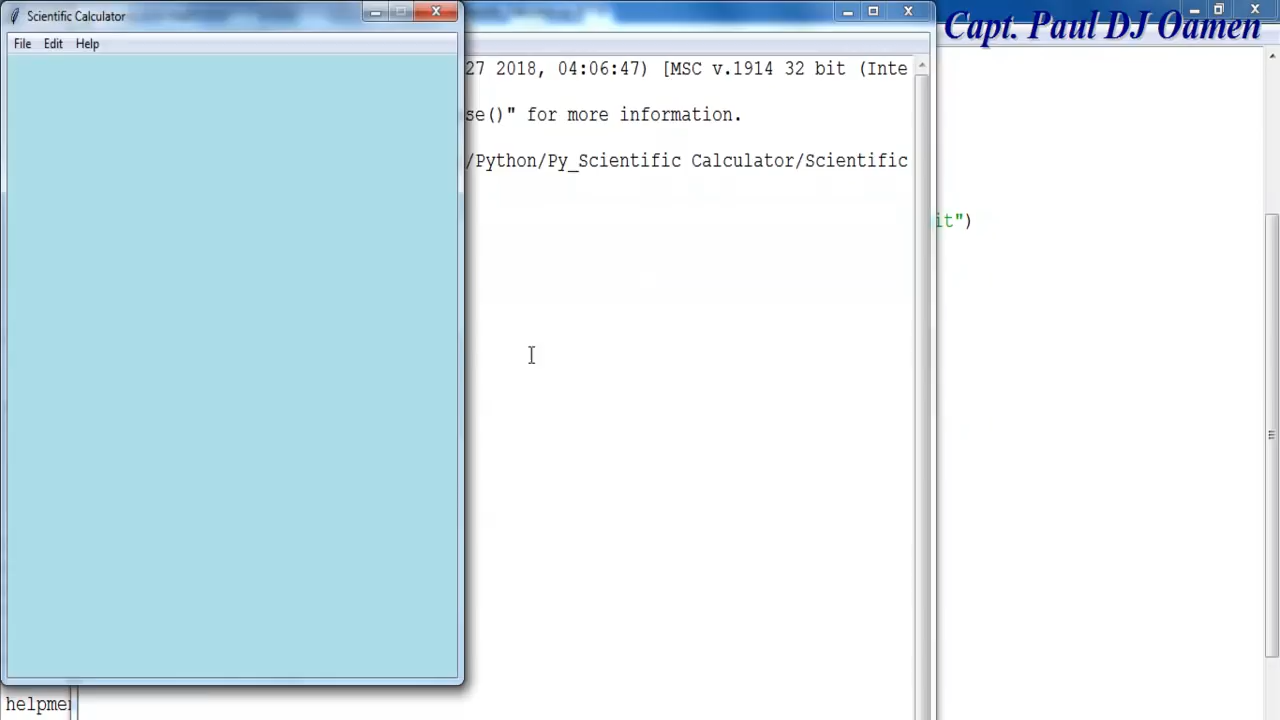 Scientific Calculator
Capt. Paul DJ Oamen
File Edit Help
27 2018, 04:06:47) [MSC v.1914 32 bit (Inte
se()" for more information.
/Python/Py_Scientific Calculator/Scientific
it")
helpme